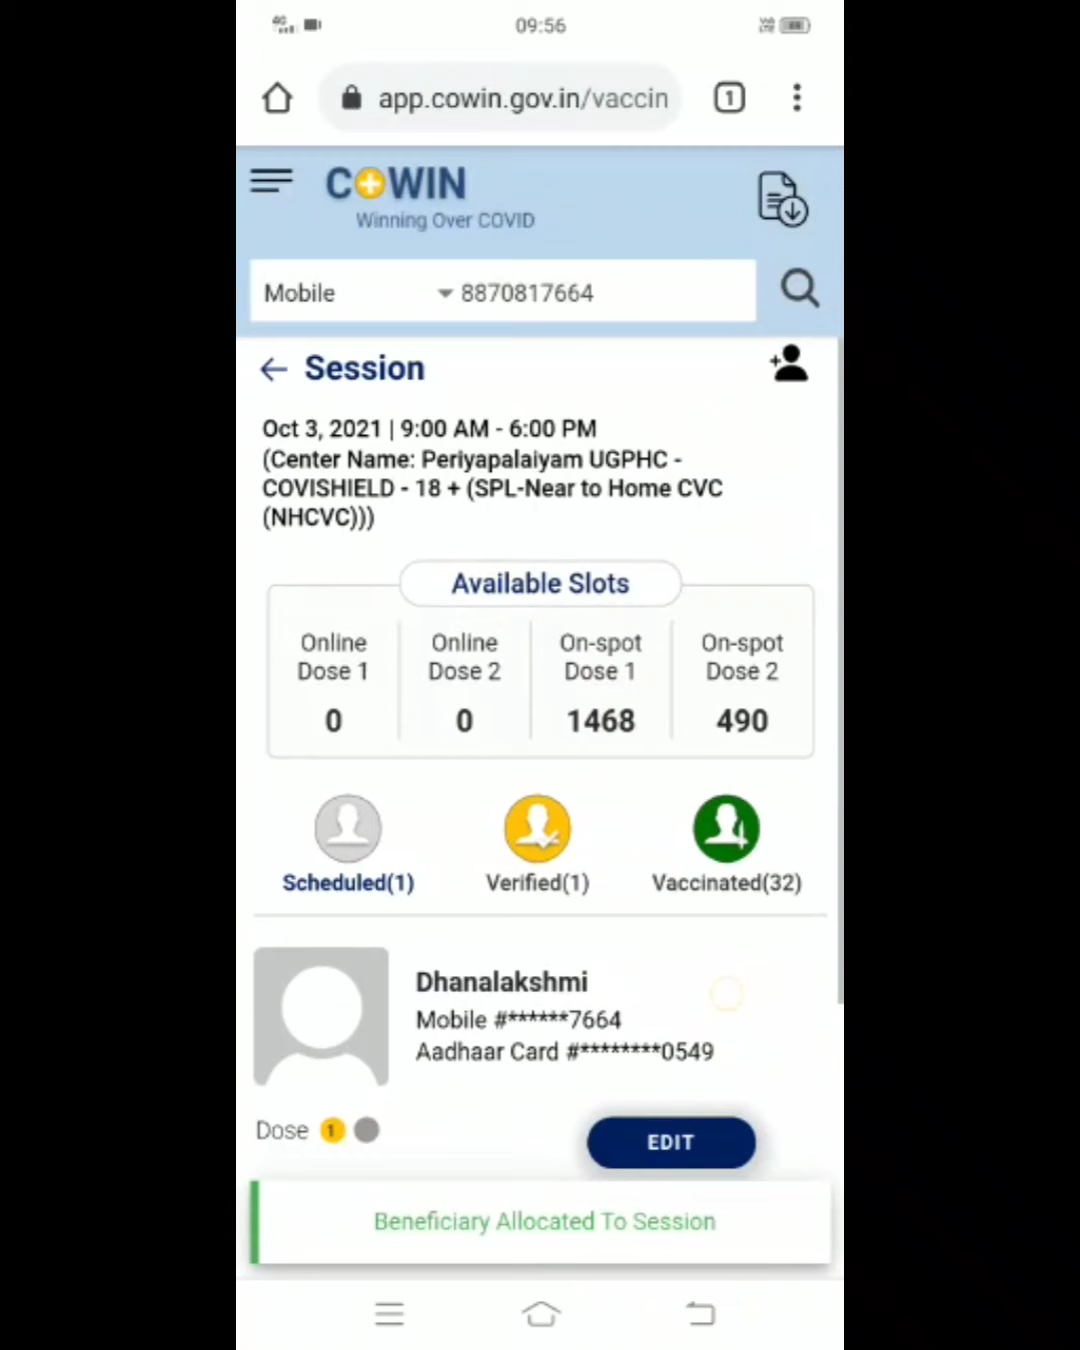 4G
09:56
app.cowin.gov.in/vaccin
1
COWIN
Winning Over COVID
Mobile
8870817664
Session
Oct 3, 2021 | 9:00 AM - 6:00 PM
(Center Name: Periyapalaiyam UGPHC -
COVISHIELD - 18 + (SPL-Near to Home CVC
(NHCVC)))
Available Slots
Online Dose 1
Online Dose 2
On-spot Dose 1
On-spot Dose 2
0
0
1468
490
Scheduled(1)
Verified(1)
Vaccinated(32)
Dhanalakshmi
Mobile #******7664
Aadhaar Card #********0549
Dose 1
EDIT
Beneficiary Allocated To Session